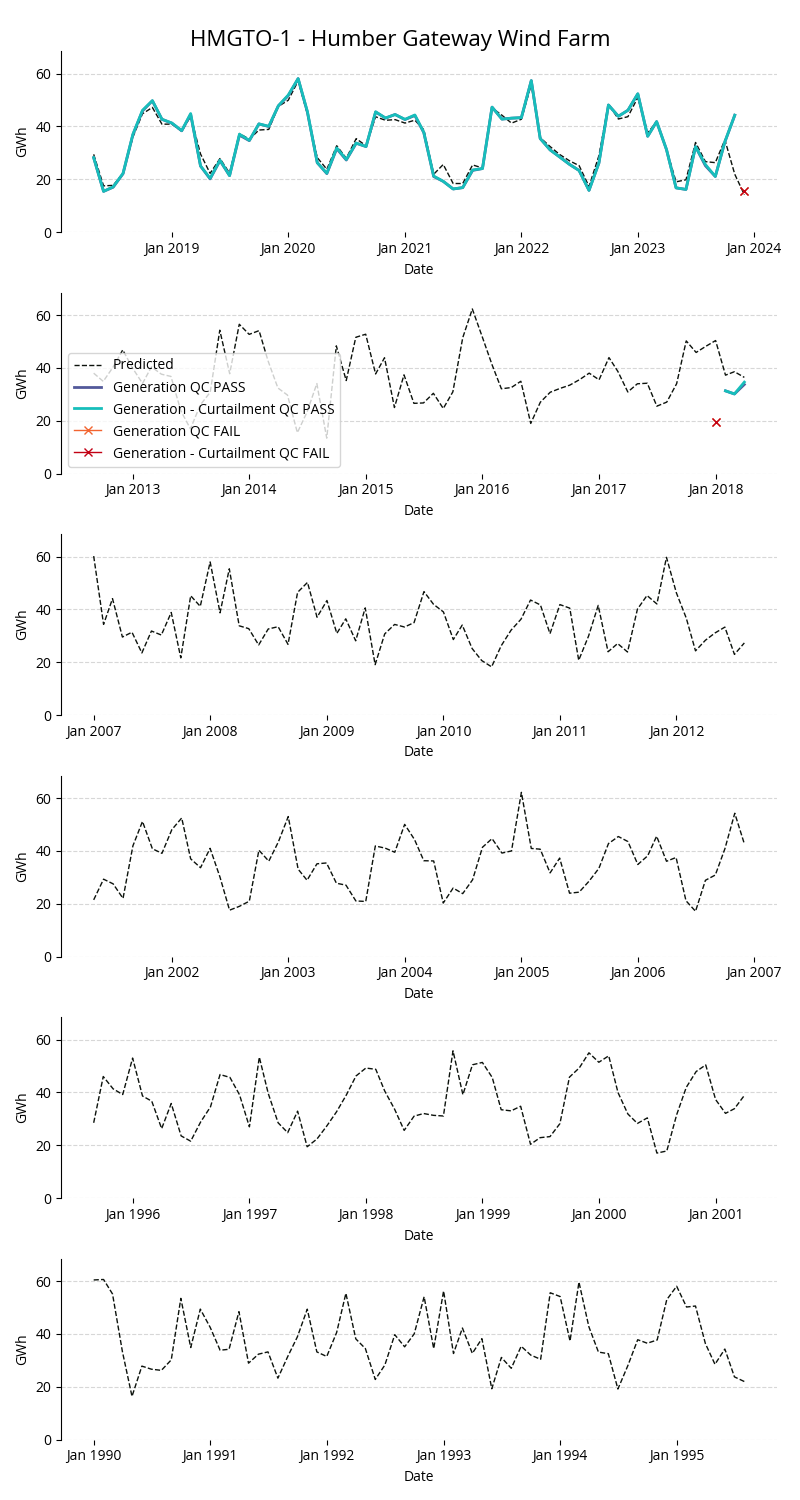 HMGTO-1 - Humber Gateway Wind Farm
60
40
20
0
GWh
Jan 2019 Jan 2020 Jan 2021 Jan 2022 Jan 2023 Jan 2024
Date
60
40
20
0
GWh
Predicted
Generation QC PASS
Generation - Curtailment QC PASS
Generation QC FAIL
Generation - Curtailment QC FAIL
Jan 2013 Jan 2014 Jan 2015 Jan 2016 Jan 2017 Jan 2018
Date
60
40
20
0
GWh
Jan 2007 Jan 2008 Jan 2009 Jan 2010 Jan 2011 Jan 2012
Date
60
40
20
0
GWh
Jan 2002 Jan 2003 Jan 2004 Jan 2005 Jan 2006 Jan 2007
Date
60
40
20
0
GWh
Jan 1996 Jan 1997 Jan 1998 Jan 1999 Jan 2000 Jan 2001
Date
60
40
20
0
GWh
Jan 1990 Jan 1991 Jan 1992 Jan 1993 Jan 1994 Jan 1995
Date